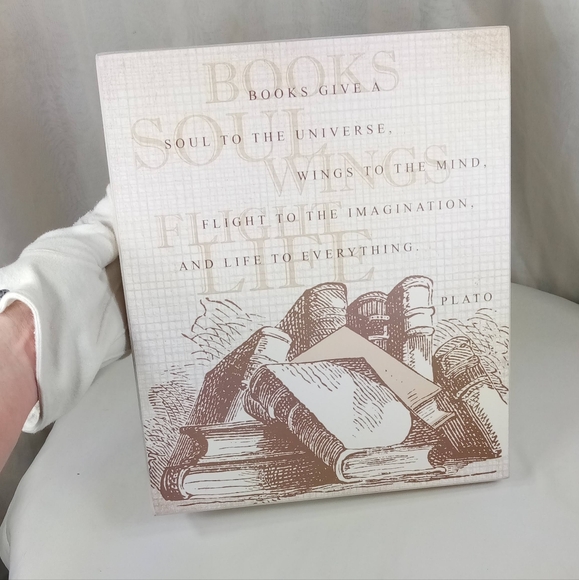 BOOKS
BOOKS GIVE A
SOUL
SOUL TO THE UNIVERSE,
WINGS
WINGS TO THE MIND,
FLIGHT
FLIGHT TO THE IMAGINATION,
LIFE
AND LIFE TO EVERYTHING.
PLATO